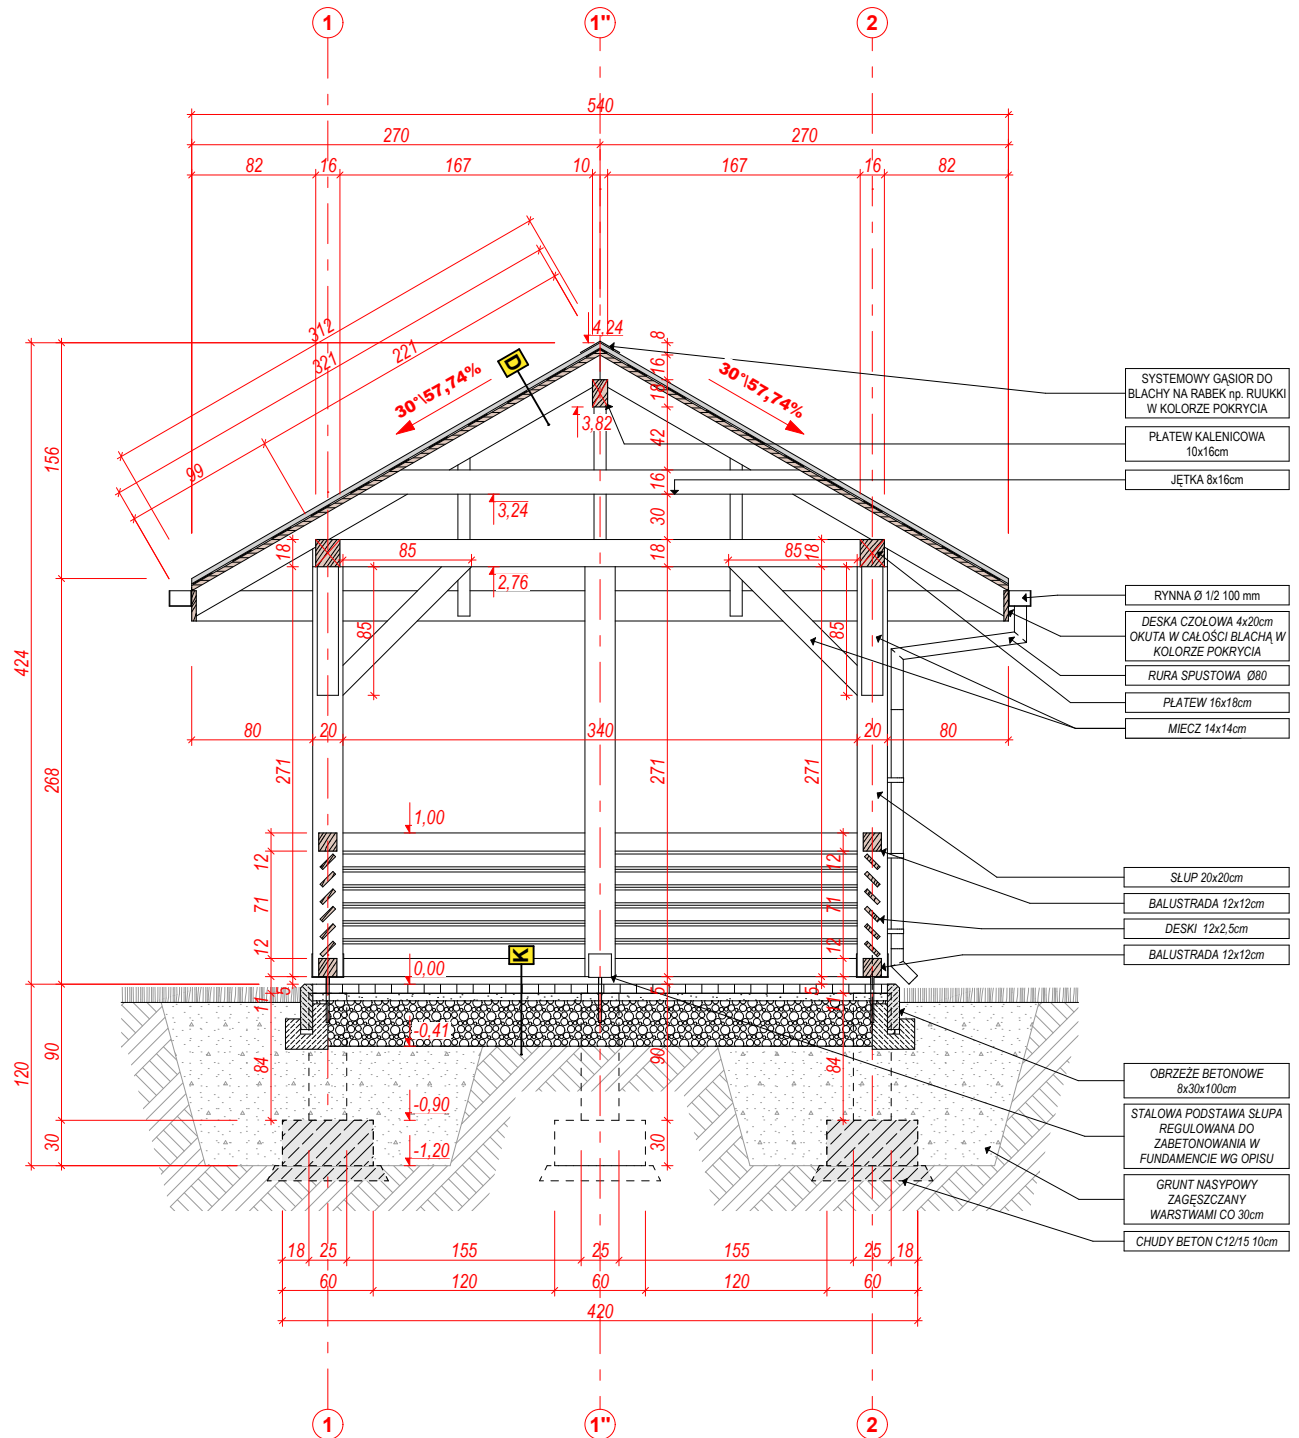 1
1"
2
540
270
270
82
16
167
10
167
16
82
312
321
221
99
30°\57,74%
D
30°\57,74%
4,24
8
16
18
3,82
42
16
3,24
30
18
2,76
18
85
85
85
18
85
156
424
268
80
20
340
20
80
271
271
271
1,00
12
71
12
12
71
12
K
0,00
5
11
5
5
11
-0,41
84
90
84
90
120
30
-0,90
-1,20
30
18
25
155
25
155
25
18
60
120
60
120
60
420
1
1"
2
SYSTEMOWY GĄSIOR DO
BLACHY NA RABEK np. RUUKKI
W KOLORZE POKRYCIA
PŁATEW KALENICOWA
10x16cm
JĘTKA 8x16cm
RYNNA Ø 1/2 100 mm
DESKA CZOŁOWA 4x20cm
OKUTA W CAŁOŚCI BLACHĄ W
KOLORZE POKRYCIA
RURA SPUSTOWA Ø80
PŁATEW 16x18cm
MIECZ 14x14cm
SŁUP 20x20cm
BALUSTRADA 12x12cm
DESKI 12x2,5cm
BALUSTRADA 12x12cm
OBRZEŻE BETONOWE
8x30x100cm
STALOWA PODSTAWA SŁUPA
REGULOWANA DO
ZABETONOWANIA W
FUNDAMENCIE WG OPISU
GRUNT NASYPOWY
ZAGĘSZCZANY
WARSTWAMI CO 30cm
CHUDY BETON C12/15 10cm